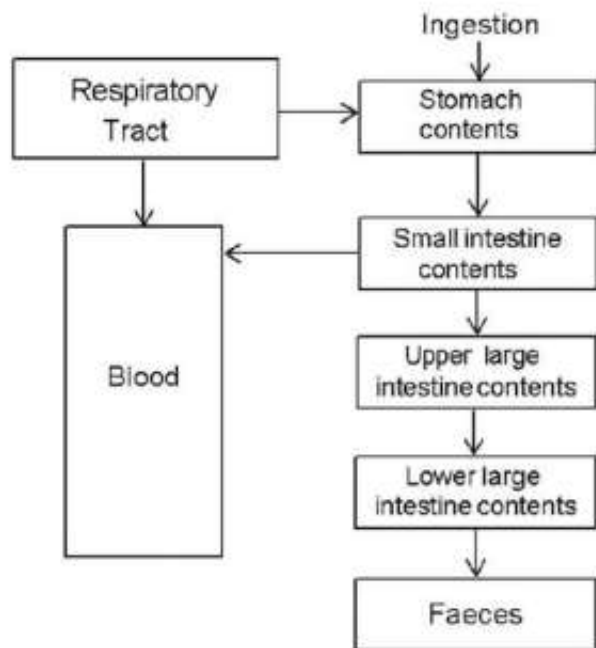 Ingestion
Respiratory
Tract
Stomach
contents
Small intestine
contents
Blood
Upper large
intestine contents
Lower large
intestine contents
Faeces